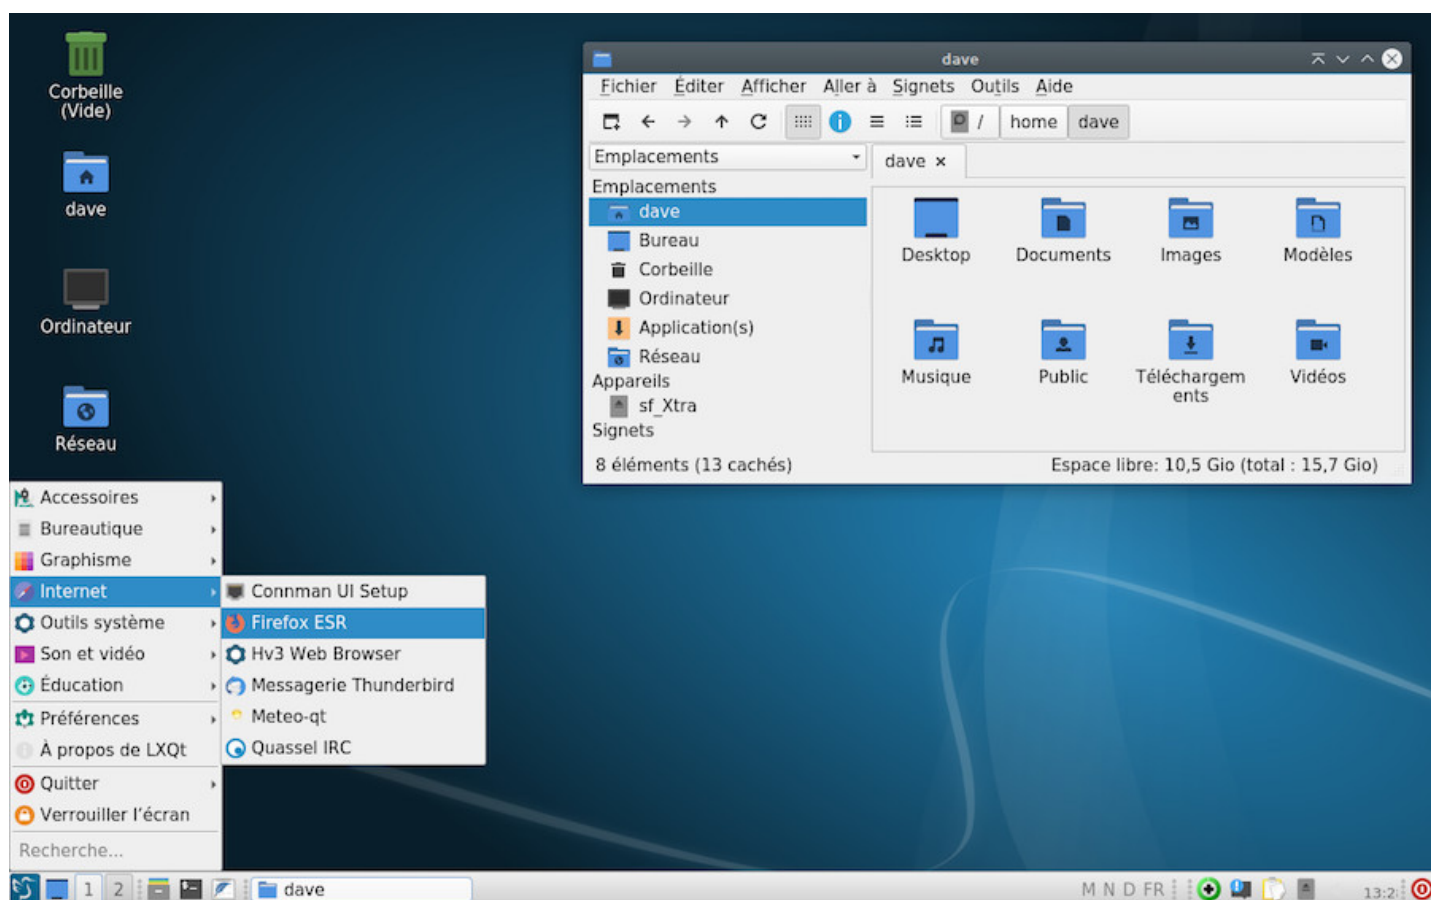 Corbeille
(Vide)
dave
Ordinateur
Réseau
dave
Fichier Éditer Afficher Aller à Signets Outils Aide
/ home dave
Emplacements
dave
Emplacements
dave
Bureau
Corbeille
Ordinateur
Application(s)
Réseau
Appareils
sf_Xtra
Signets
Desktop Documents Images Modèles
Musique Public Téléchargem
ents
Vidéos
8 éléments (13 cachés) Espace libre: 10,5 Gio (total : 15,7 Gio)
Accessoires
Bureautique
Graphisme
Internet
Outils système
Son et vidéo
Éducation
Préférences
À propos de LXQt
Quitter
Verrouiller l'écran
Recherche...
Connman UI Setup
Firefox ESR
Hv3 Web Browser
Messagerie Thunderbird
Meteo-qt
Quassel IRC
1 2 dave M N D FR